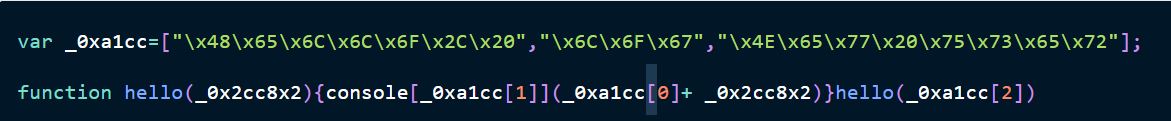 var _0xa1cc=["\x48\x65\x6C\x6C\x6F\x2C\x20","\x6C\x6F\x67","\x4E\x65\x77\x20\x75\x73\x65\x72"];
function hello(_0x2cc8x2){console[_0xa1cc[1]](_0xa1cc[0]+ _0x2cc8x2)}hello(_0xa1cc[2])